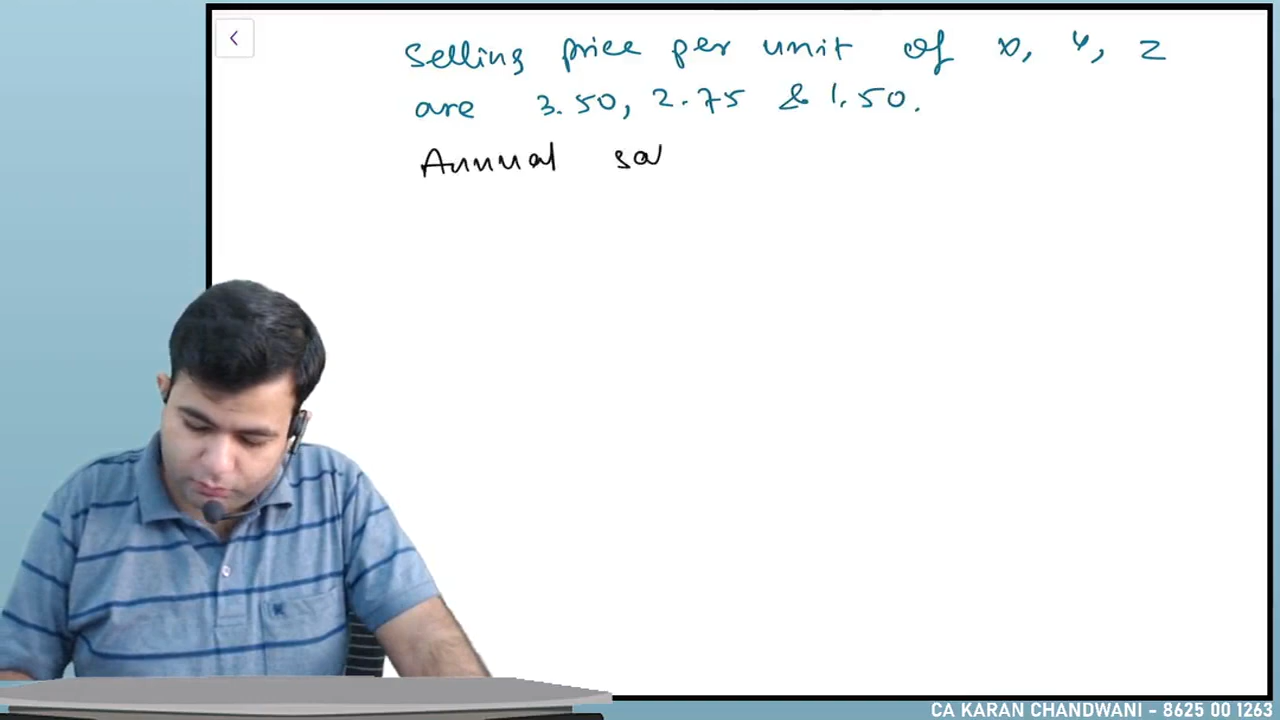 Selling price per unit of x, y, z
are 3.50, 2.75 & 1.50.
Annual sal
CA KARAN CHANDWANI - 8625 00 1263